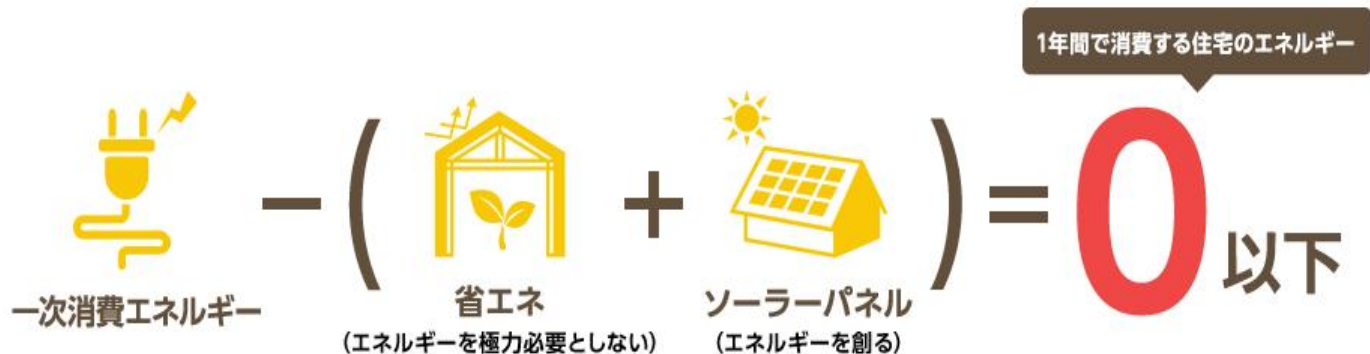 1年間で消費する住宅のエネルギー
一次消費エネルギー − ( 省エネ + ソーラーパネル ) = 0 以下
(エネルギーを極力必要としない) (エネルギーを創る)